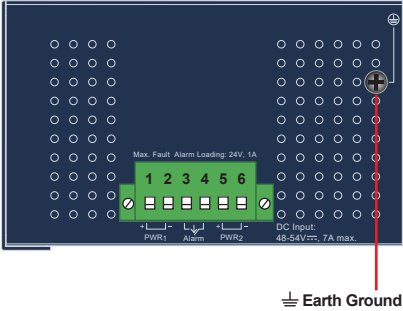 Max. Fault Alarm Loading: 24V, 1A
1 2 3 4 5 6
+ − + −
PWR1 Alarm PWR2
DC Input:
48-54V⎓, 7A max.
Earth Ground